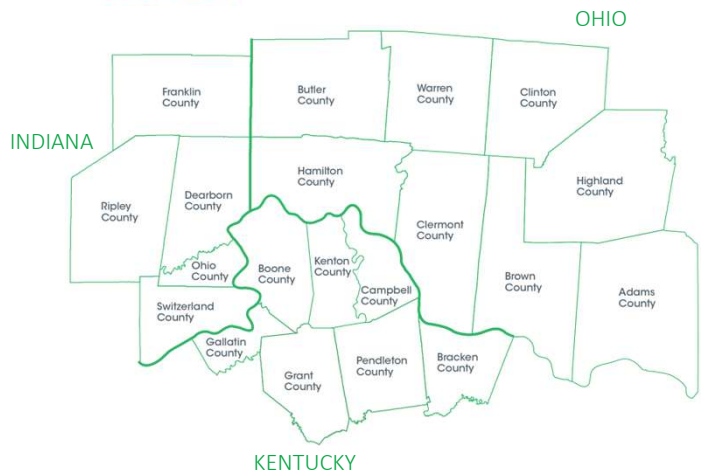 OHIO
Franklin
County
Butler
County
Warren
County
Clinton
County
INDIANA
Hamilton
County
Highland
County
Ripley
County
Dearborn
County
Clermont
County
Ohio
County
Boone
County
Kenton
County
Campbell
County
Brown
County
Adams
County
Switzerland
County
Gallatin
County
Grant
County
Pendleton
County
Bracken
County
KENTUCKY